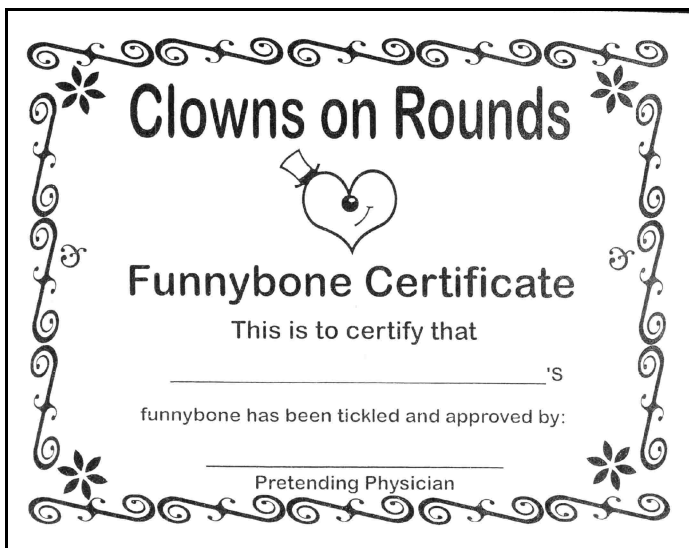 Clowns on Rounds
Funnybone Certificate
This is to certify that
'S
funnybone has been tickled and approved by:
Pretending Physician